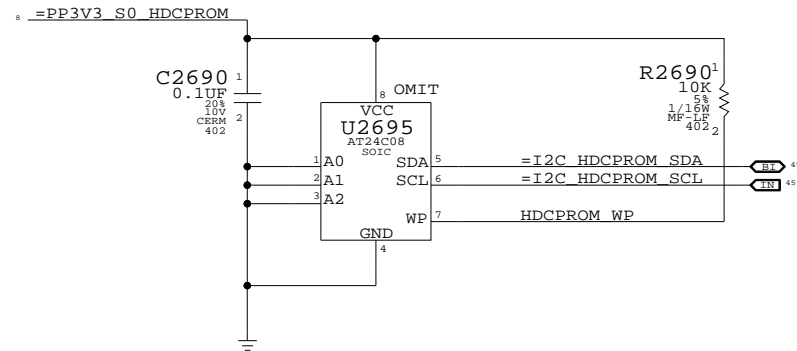 8 =PP3V3_S0_HDCPROM
C2690 1
0.1UF
20%
10V
CERM
402
2
8 OMIT
VCC
U2695
AT24C08
SOIC
R2690 1
10K
5%
1/16W
MF-LF
402
2
1 A0 SDA 5 =I2C_HDCPROM_SDA BI
2 A1 SCL 6 =I2C_HDCPROM_SCL IN 45
3 A2
WP 7 HDCPROM_WP
GND
4